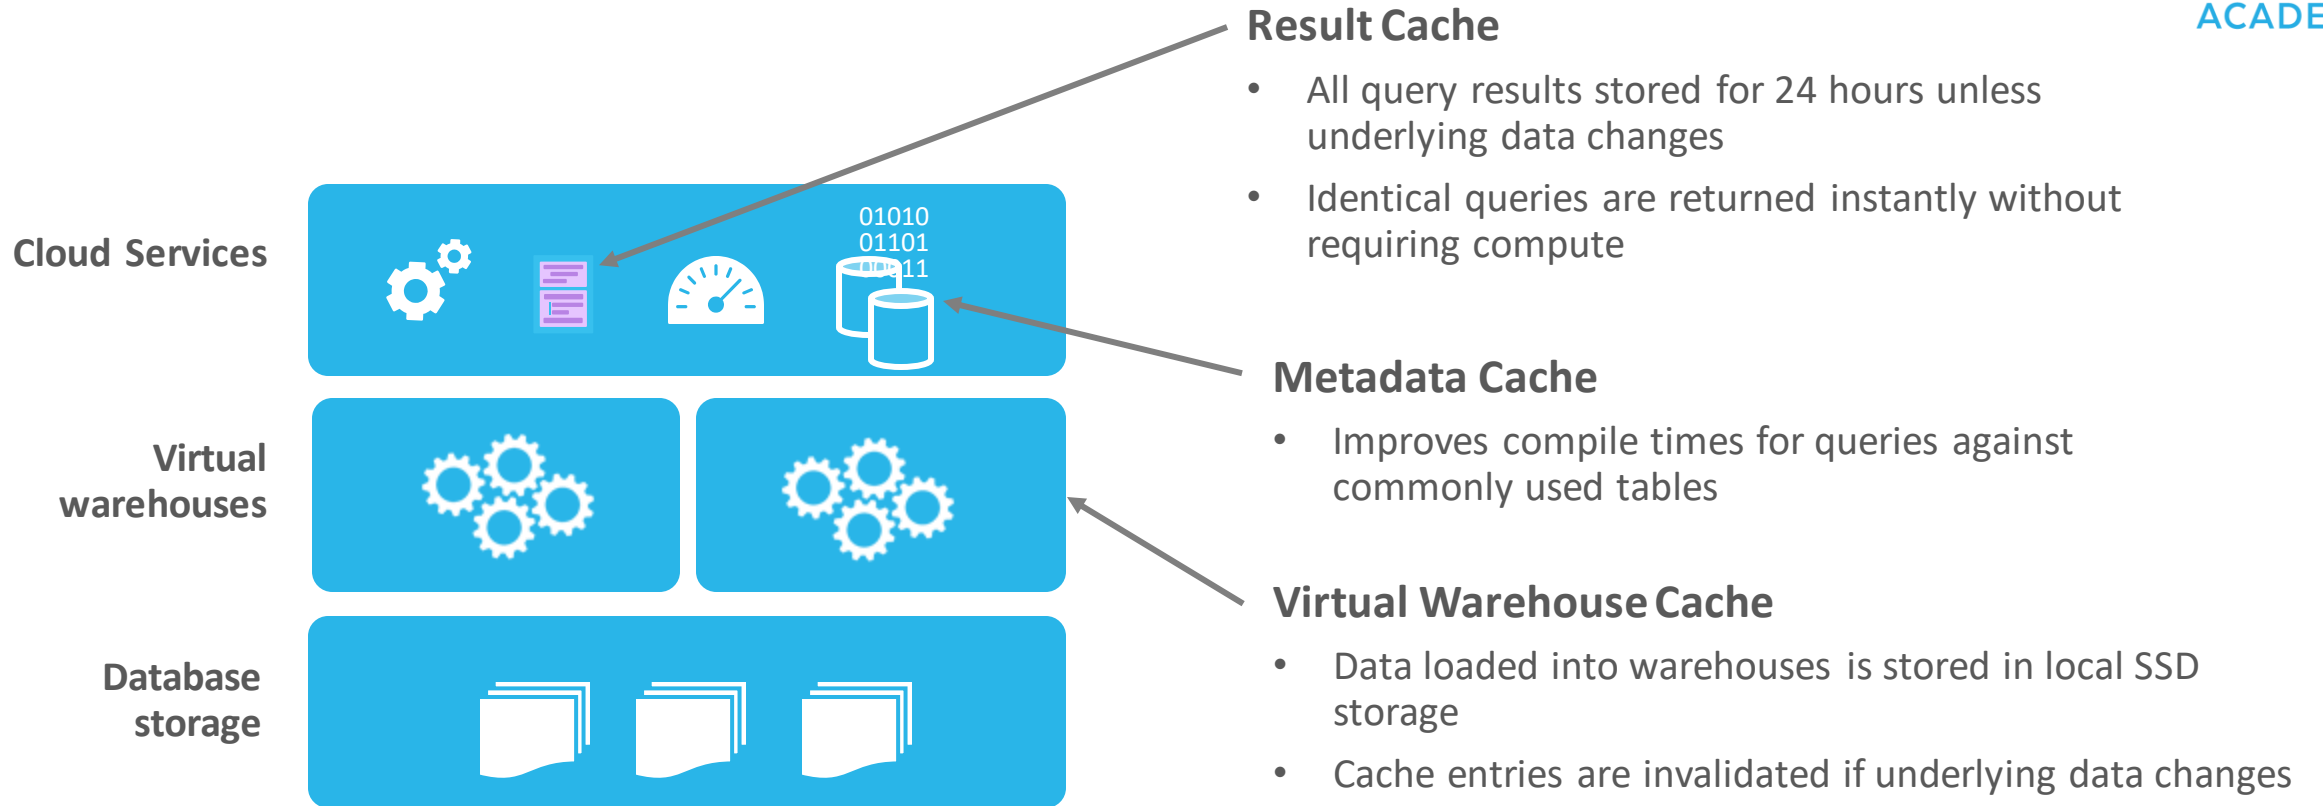 ACADE
Result Cache
• All query results stored for 24 hours unless
underlying data changes
• Identical queries are returned instantly without
requiring compute
Cloud Services
01010
01101
00011
Metadata Cache
• Improves compile times for queries against
commonly used tables
Virtual
warehouses
Virtual Warehouse Cache
• Data loaded into warehouses is stored in local SSD
storage
• Cache entries are invalidated if underlying data changes
Database
storage